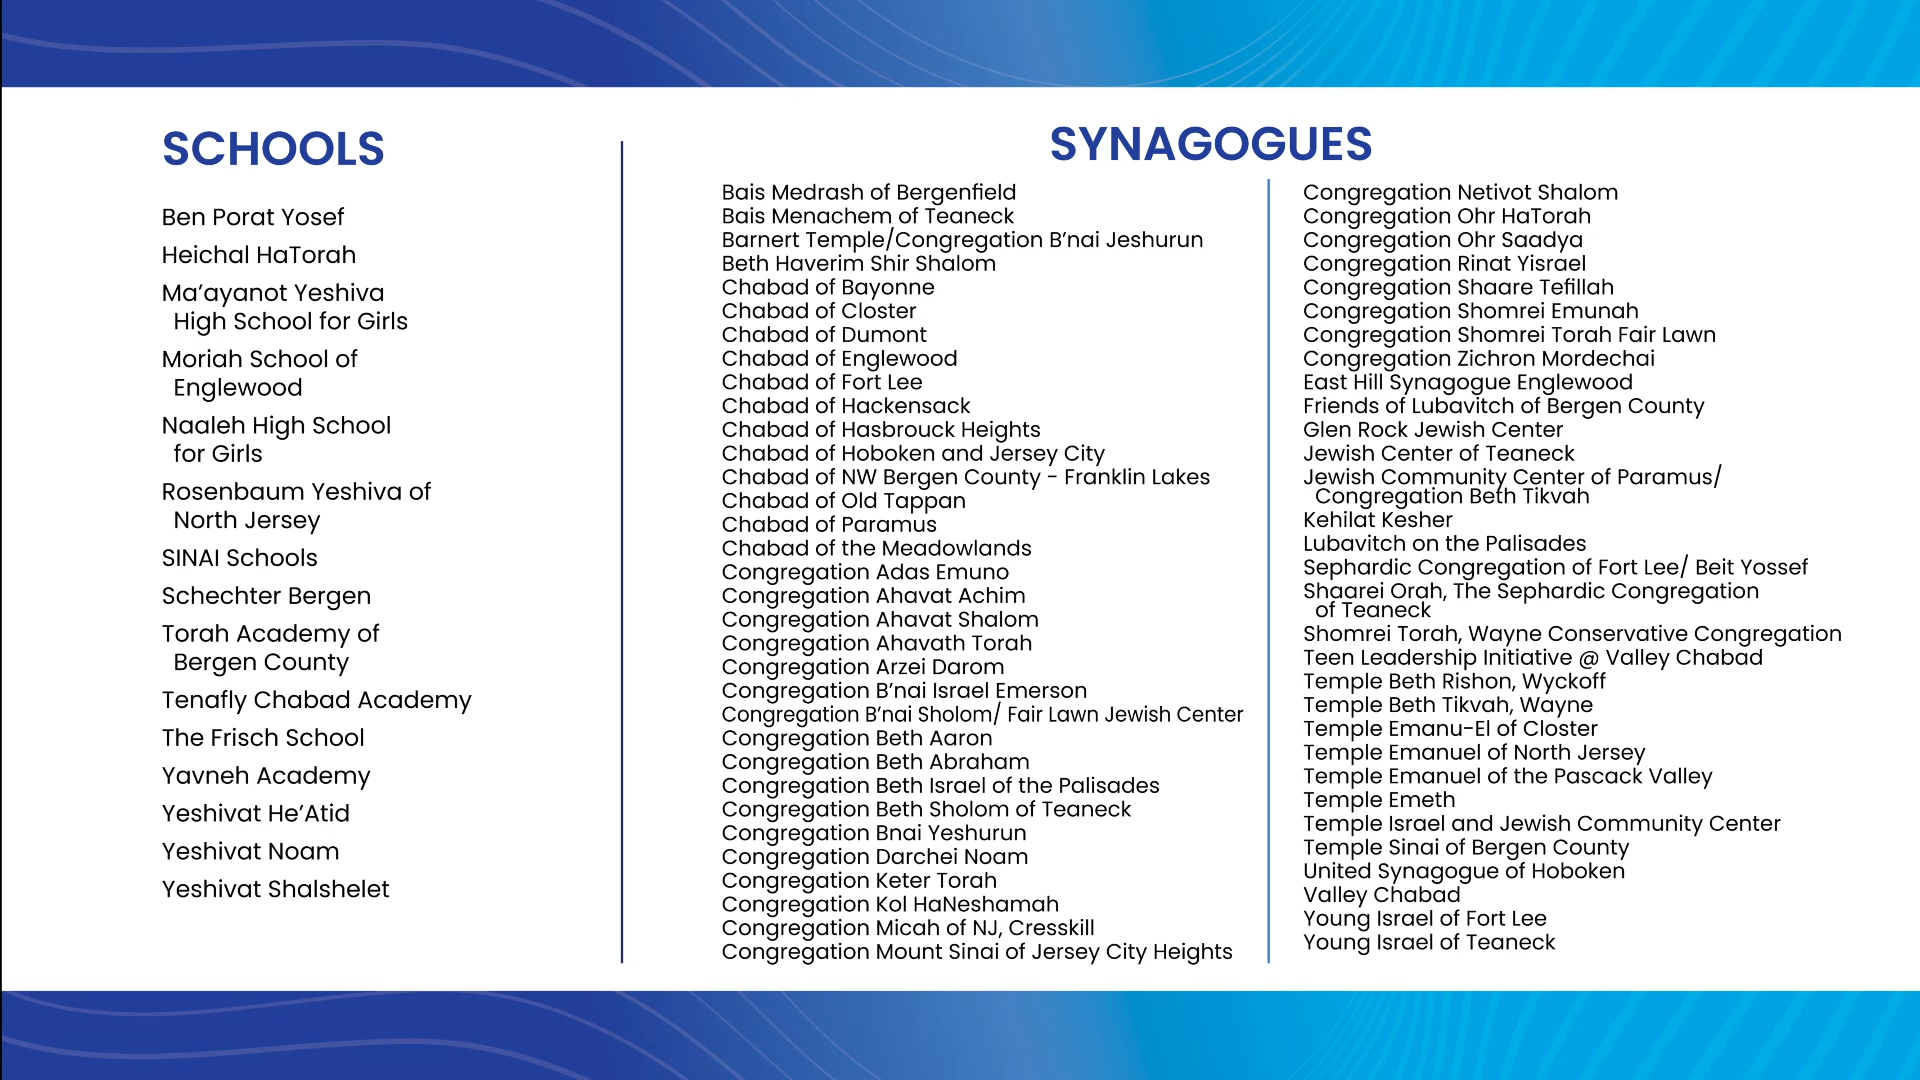 SCHOOLS
Ben Porat Yosef
Heichal HaTorah
Ma’ayanot Yeshiva
High School for Girls
Moriah School of
Englewood
Naaleh High School
for Girls
Rosenbaum Yeshiva of
North Jersey
SINAI Schools
Schechter Bergen
Torah Academy of
Bergen County
Tenafly Chabad Academy
The Frisch School
Yavneh Academy
Yeshivat He’Atid
Yeshivat Noam
Yeshivat Shalshelet
SYNAGOGUES
Bais Medrash of Bergenfield
Bais Menachem of Teaneck
Barnert Temple/Congregation B’nai Jeshurun
Beth Haverim Shir Shalom
Chabad of Bayonne
Chabad of Closter
Chabad of Dumont
Chabad of Englewood
Chabad of Fort Lee
Chabad of Hackensack
Chabad of Hasbrouck Heights
Chabad of Hoboken and Jersey City
Chabad of NW Bergen County - Franklin Lakes
Chabad of Old Tappan
Chabad of Paramus
Chabad of the Meadowlands
Congregation Adas Emuno
Congregation Ahavat Achim
Congregation Ahavat Shalom
Congregation Ahavath Torah
Congregation Arzei Darom
Congregation B’nai Israel Emerson
Congregation B’nai Sholom/ Fair Lawn Jewish Center
Congregation Beth Aaron
Congregation Beth Abraham
Congregation Beth Israel of the Palisades
Congregation Beth Sholom of Teaneck
Congregation Bnai Yeshurun
Congregation Darchei Noam
Congregation Keter Torah
Congregation Kol HaNeshamah
Congregation Micah of NJ, Cresskill
Congregation Mount Sinai of Jersey City Heights
Congregation Netivot Shalom
Congregation Ohr HaTorah
Congregation Ohr Saadya
Congregation Rinat Yisrael
Congregation Shaare Tefillah
Congregation Shomrei Emunah
Congregation Shomrei Torah Fair Lawn
Congregation Zichron Mordechai
East Hill Synagogue Englewood
Friends of Lubavitch of Bergen County
Glen Rock Jewish Center
Jewish Center of Teaneck
Jewish Community Center of Paramus/
Congregation Beth Tikvah
Kehilat Kesher
Lubavitch on the Palisades
Sephardic Congregation of Fort Lee/ Beit Yossef
Shaarei Orah, The Sephardic Congregation
of Teaneck
Shomrei Torah, Wayne Conservative Congregation
Teen Leadership Initiative @ Valley Chabad
Temple Beth Rishon, Wyckoff
Temple Beth Tikvah, Wayne
Temple Emanu-El of Closter
Temple Emanuel of North Jersey
Temple Emanuel of the Pascack Valley
Temple Emeth
Temple Israel and Jewish Community Center
Temple Sinai of Bergen County
United Synagogue of Hoboken
Valley Chabad
Young Israel of Fort Lee
Young Israel of Teaneck